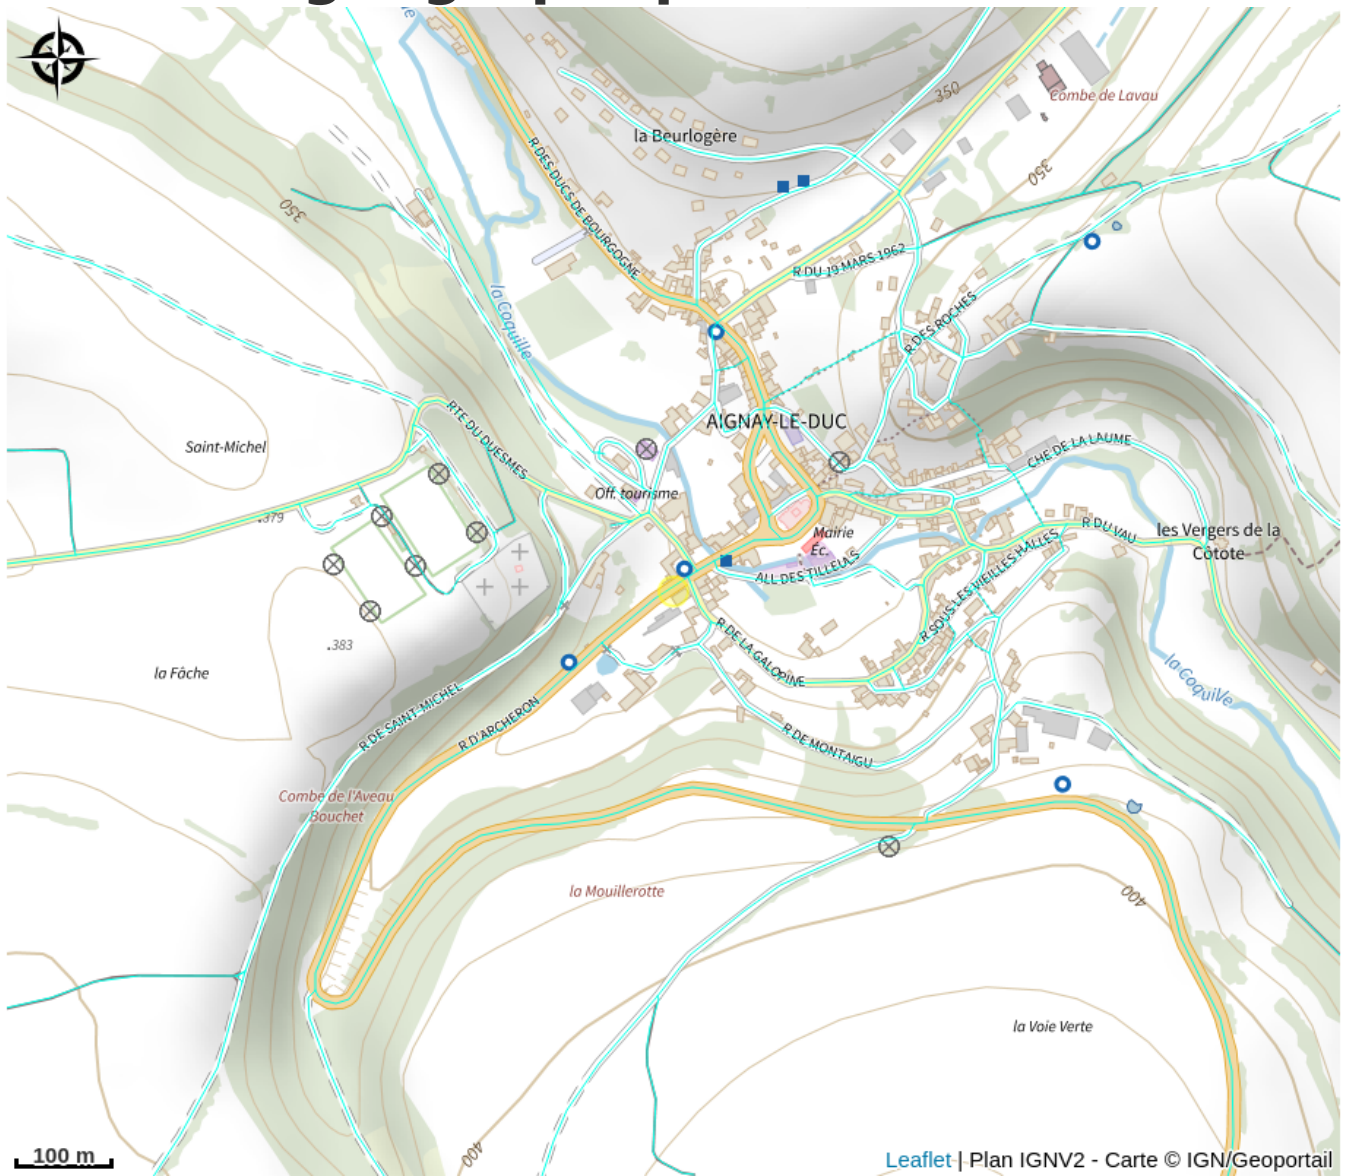 la Beurlogère
350
Combe de Lavau
R DES DUCS DE BOURGOGNE
350
350
R DU 19 MARS 1962
la Coquille
R DES ROCHES
RTE DU DUESMES
AIGNAY-LE-DUC
Saint-Michel
CHE DE LA LAUME
Off. tourisme
.379
Mairie
Éc.
R DU VAU
les Vergers de la
Cotote
ALL DES TILLEULS
R SOUS LES VIEILLES HALLES
.383
la Fâche
R DE LA GALOPINE
la Coquille
R DE SAINT-MICHEL
R D'ARCHERON
R DE MONTAIGU
Combe de l'Aveau
Bouchet
la Mouillerotte
400
la Voie Verte
400
100 m
Leaflet | Plan IGNV2 - Carte © IGN/Geoportail